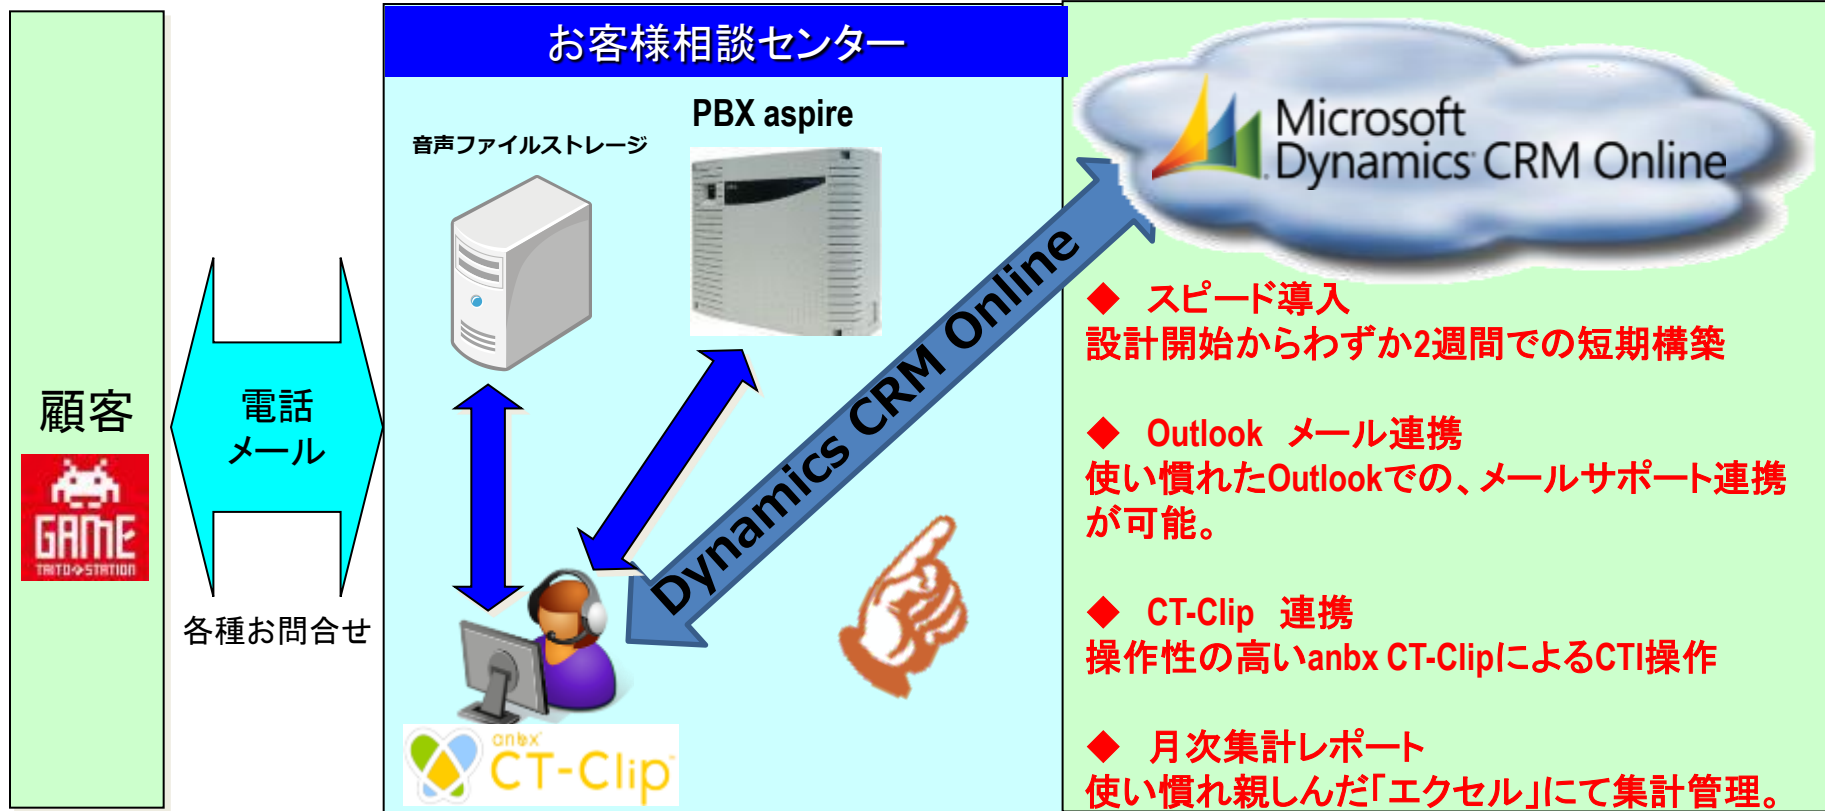 顧客
GAME
TAITO STATION
電話
メール
各種お問合せ
お客様相談センター
音声ファイルストレージ
PBX aspire
Dynamics CRM Online
anbx
CT-Clip
Microsoft
Dynamics CRM Online
◆ スピード導入
設計開始からわずか2週間での短期構築
◆ Outlook メール連携
使い慣れたOutlookでの、メールサポート連携
が可能。
◆ CT-Clip 連携
操作性の高いanbx CT-ClipによるCTI操作
◆ 月次集計レポート
使い慣れ親しんだ「エクセル」にて集計管理。